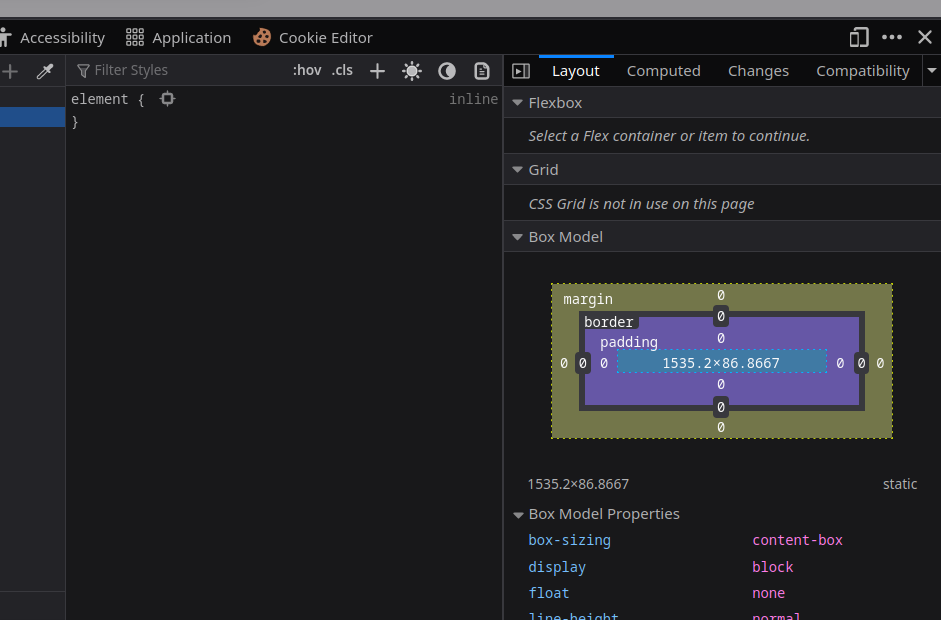 Accessibility Application Cookie Editor
Filter Styles :hov .cls
Layout Computed Changes Compatibility
element { inline
}
Flexbox
Select a Flex container or item to continue.
Grid
CSS Grid is not in use on this page
Box Model
margin 0
border 0
padding 0
0 0 0 1535.2×86.8667 0 0 0
0
0
0
1535.2×86.8667 static
Box Model Properties
box-sizing content-box
display block
float none
line-height normal